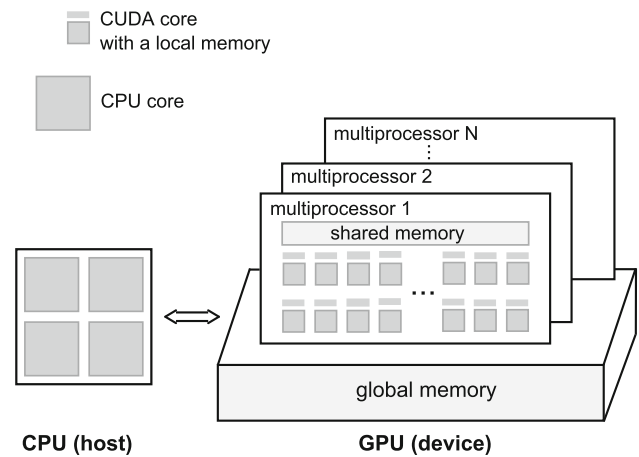 CUDA core
with a local memory
CPU core
multiprocessor N
⋮
multiprocessor 2
multiprocessor 1
shared memory
...
global memory
CPU (host)
GPU (device)